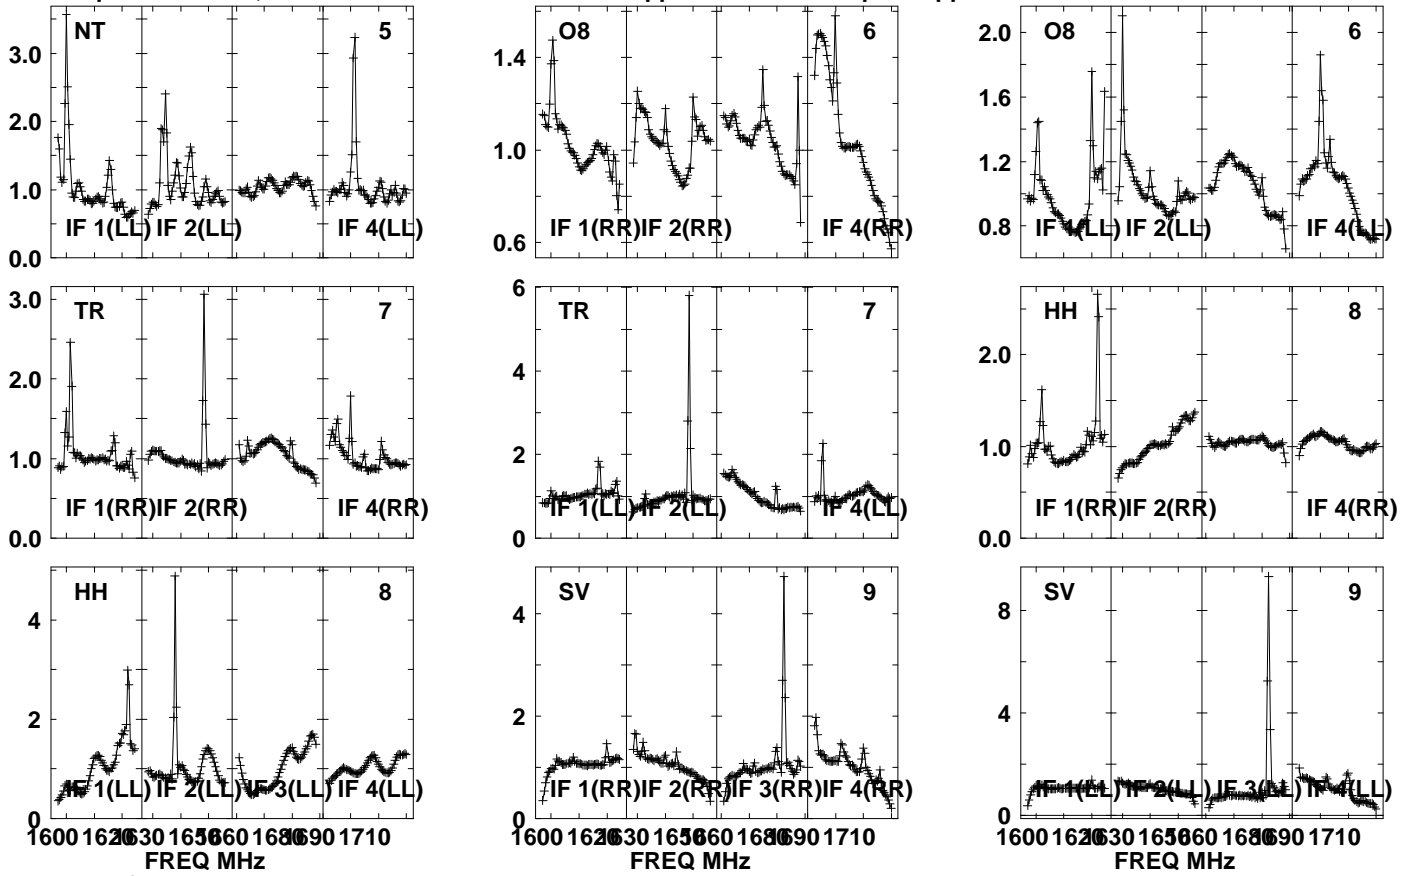 NT 5
3.0
2.0
1.0
0.0
IF 1(LL) IF 2(LL) IF 4(LL)
O8 6
1.4
1.0
0.6
IF 1(RR) IF 2(RR) IF 4(RR)
O8 6
2.0
1.6
1.2
0.8
IF 1(LL) IF 2(LL) IF 4(LL)
TR 7
3.0
2.0
1.0
0.0
IF 1(RR) IF 2(RR) IF 4(RR)
TR 7
6
4
2
0
IF 1(LL) IF 2(LL) IF 4(LL)
HH 8
2.0
1.0
0.0
IF 1(RR) IF 2(RR) IF 4(RR)
HH 8
4
2
0
IF 1(LL) IF 2(LL) IF 3(LL) IF 4(LL)
1600 1620 1630 1650 1660 1680 1690 1710
FREQ MHz
SV 9
4
2
0
IF 1(RR) IF 2(RR) IF 3(RR) IF 4(RR)
1600 1620 1630 1650 1660 1680 1690 1710
FREQ MHz
SV 9
8
4
0
IF 1(LL) IF 2(LL) IF 3(LL) IF 4(LL)
1600 1620 1630 1650 1660 1680 1690 1710
FREQ MHz